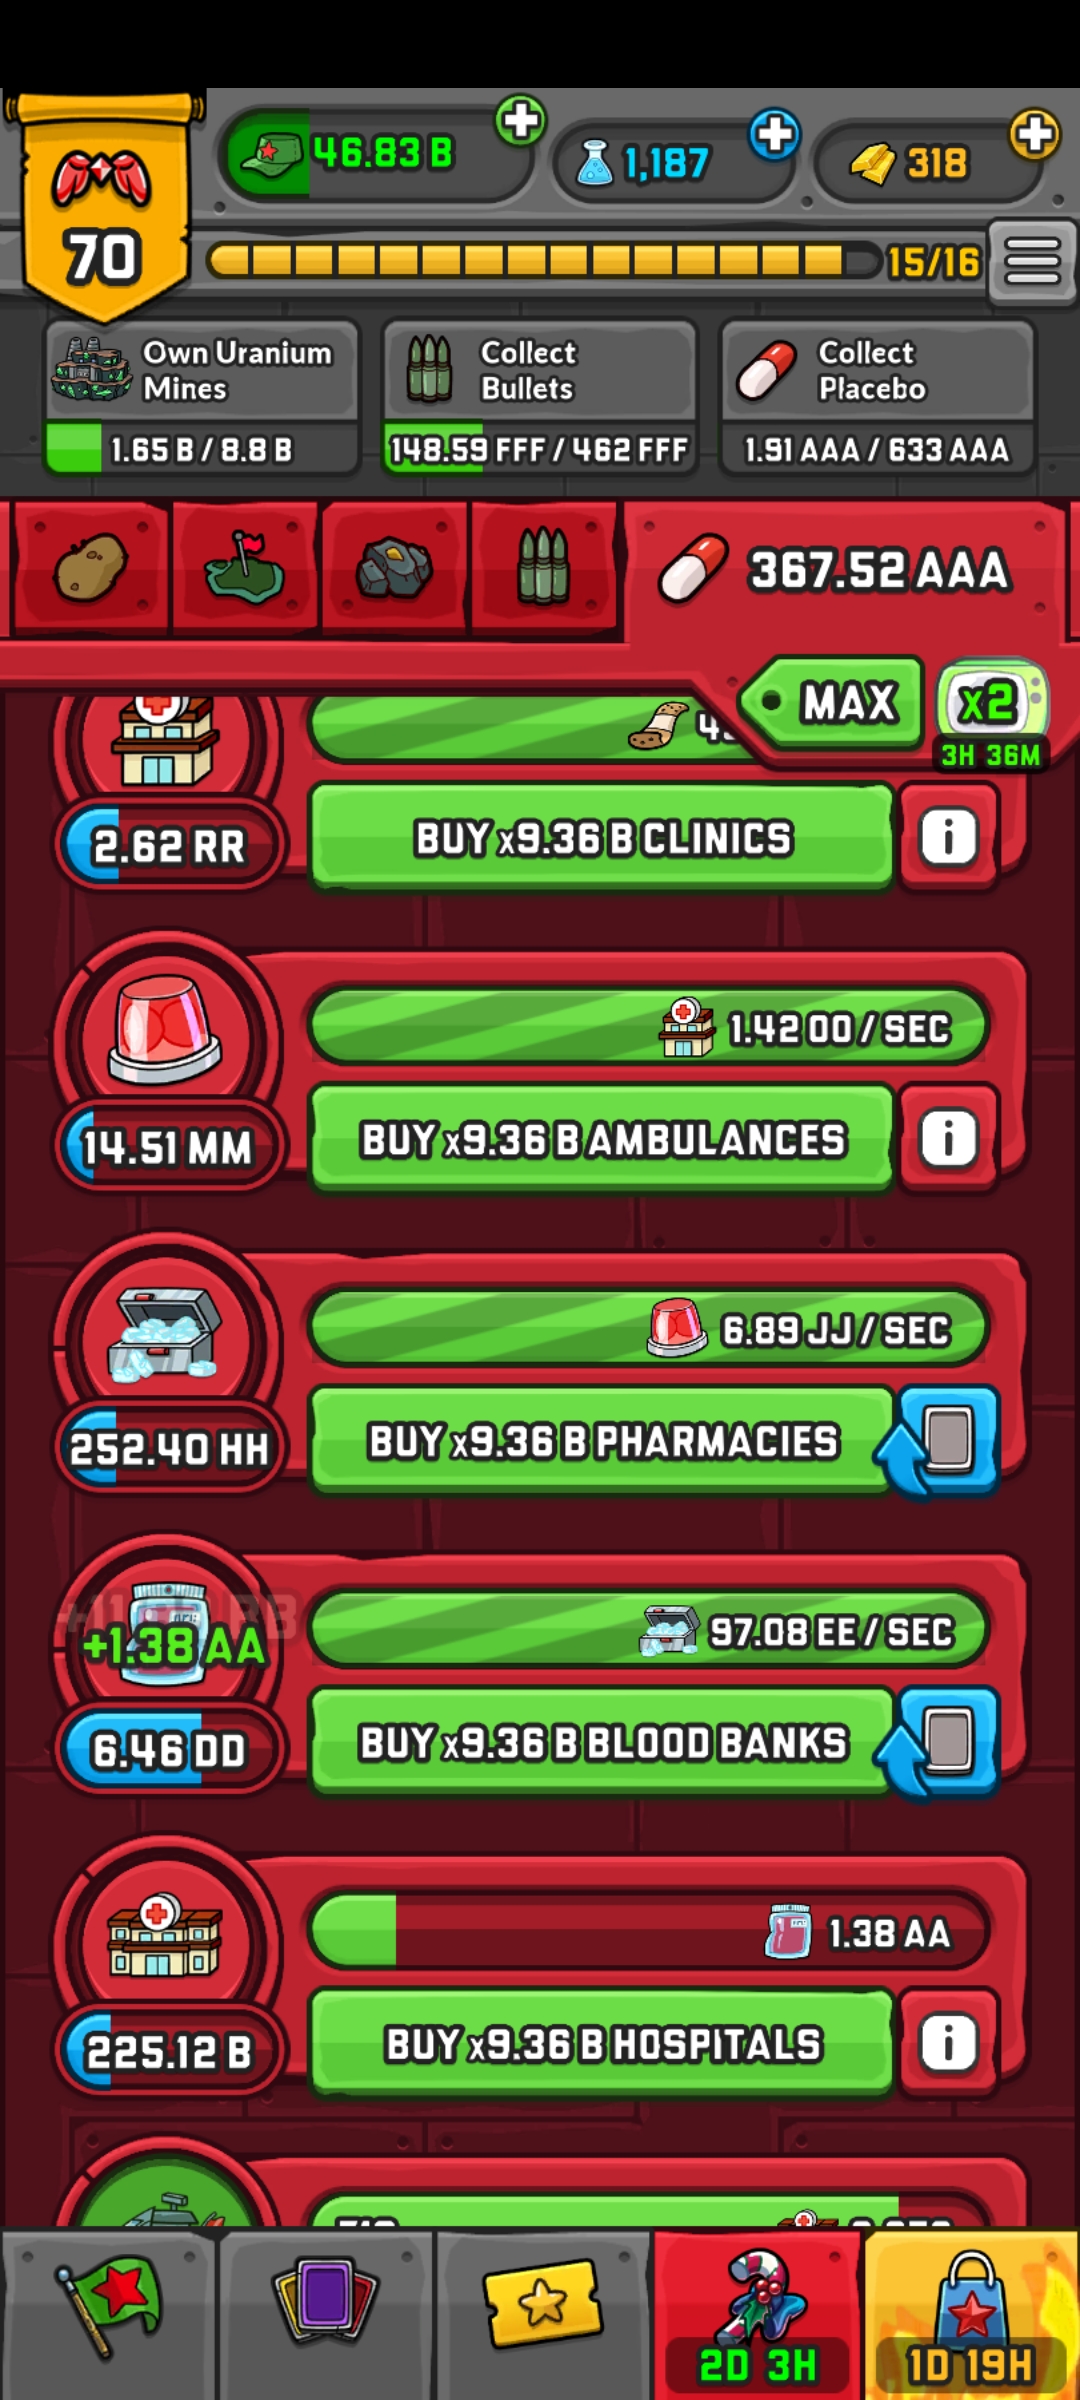 46.83 B
1,187
318
70
15/16
Own Uranium
Mines
Collect
Bullets
Collect
Placebo
1.65 B / 8.8 B
148.59 FFF / 462 FFF
1.91 AAA / 633 AAA
367.52 AAA
MAX
x2
3H 36M
2.62 RR
BUY x9.36 B CLINICS
i
1.42 OO / SEC
14.51 MM
BUY x9.36 B AMBULANCES
i
6.89 JJ / SEC
252.40 HH
BUY x9.36 B PHARMACIES
97.08 EE / SEC
+1.38 AA
6.46 DD
BUY x9.36 B BLOOD BANKS
1.38 AA
225.12 B
BUY x9.36 B HOSPITALS
i
2D 3H
1D 19H